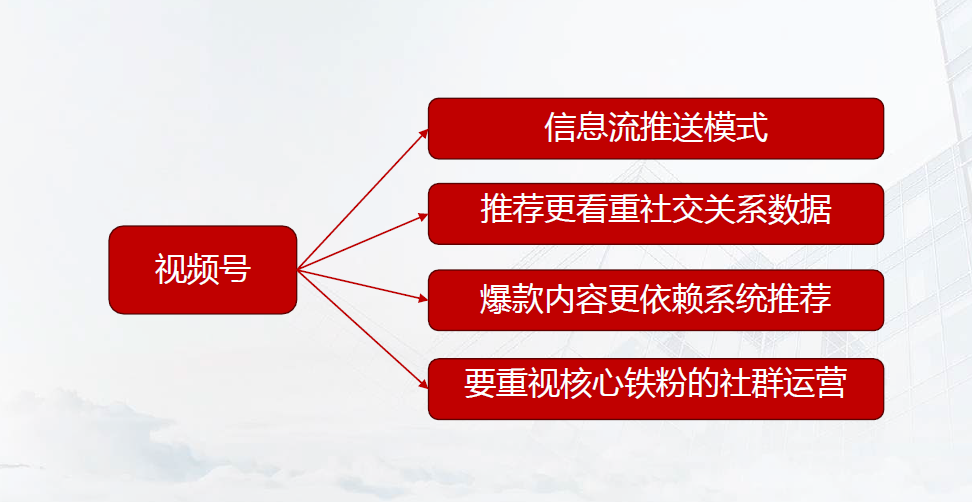 视频号
信息流推送模式
推荐更看重社交关系数据
爆款内容更依赖系统推荐
要重视核心铁粉的社群运营